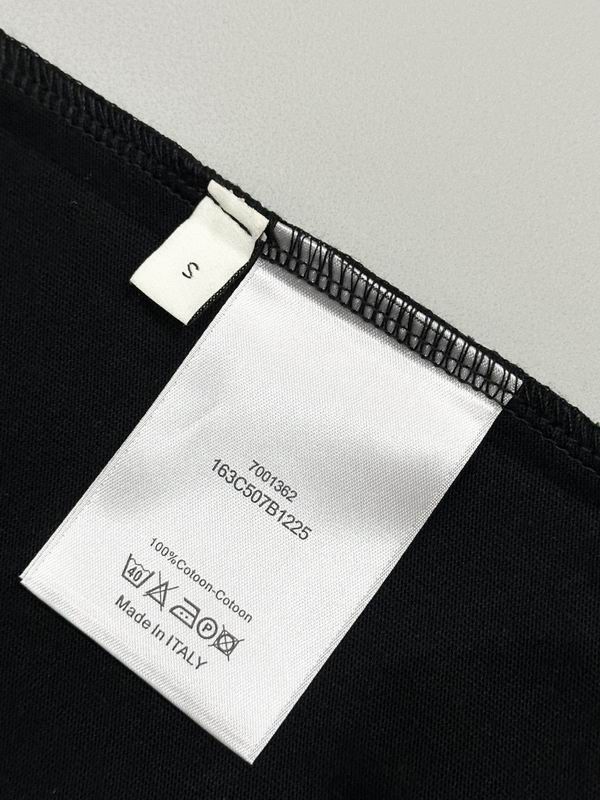 S
7001362
163C507B1225
100%Cotoon-Cotoon
40 P
Made In ITALY